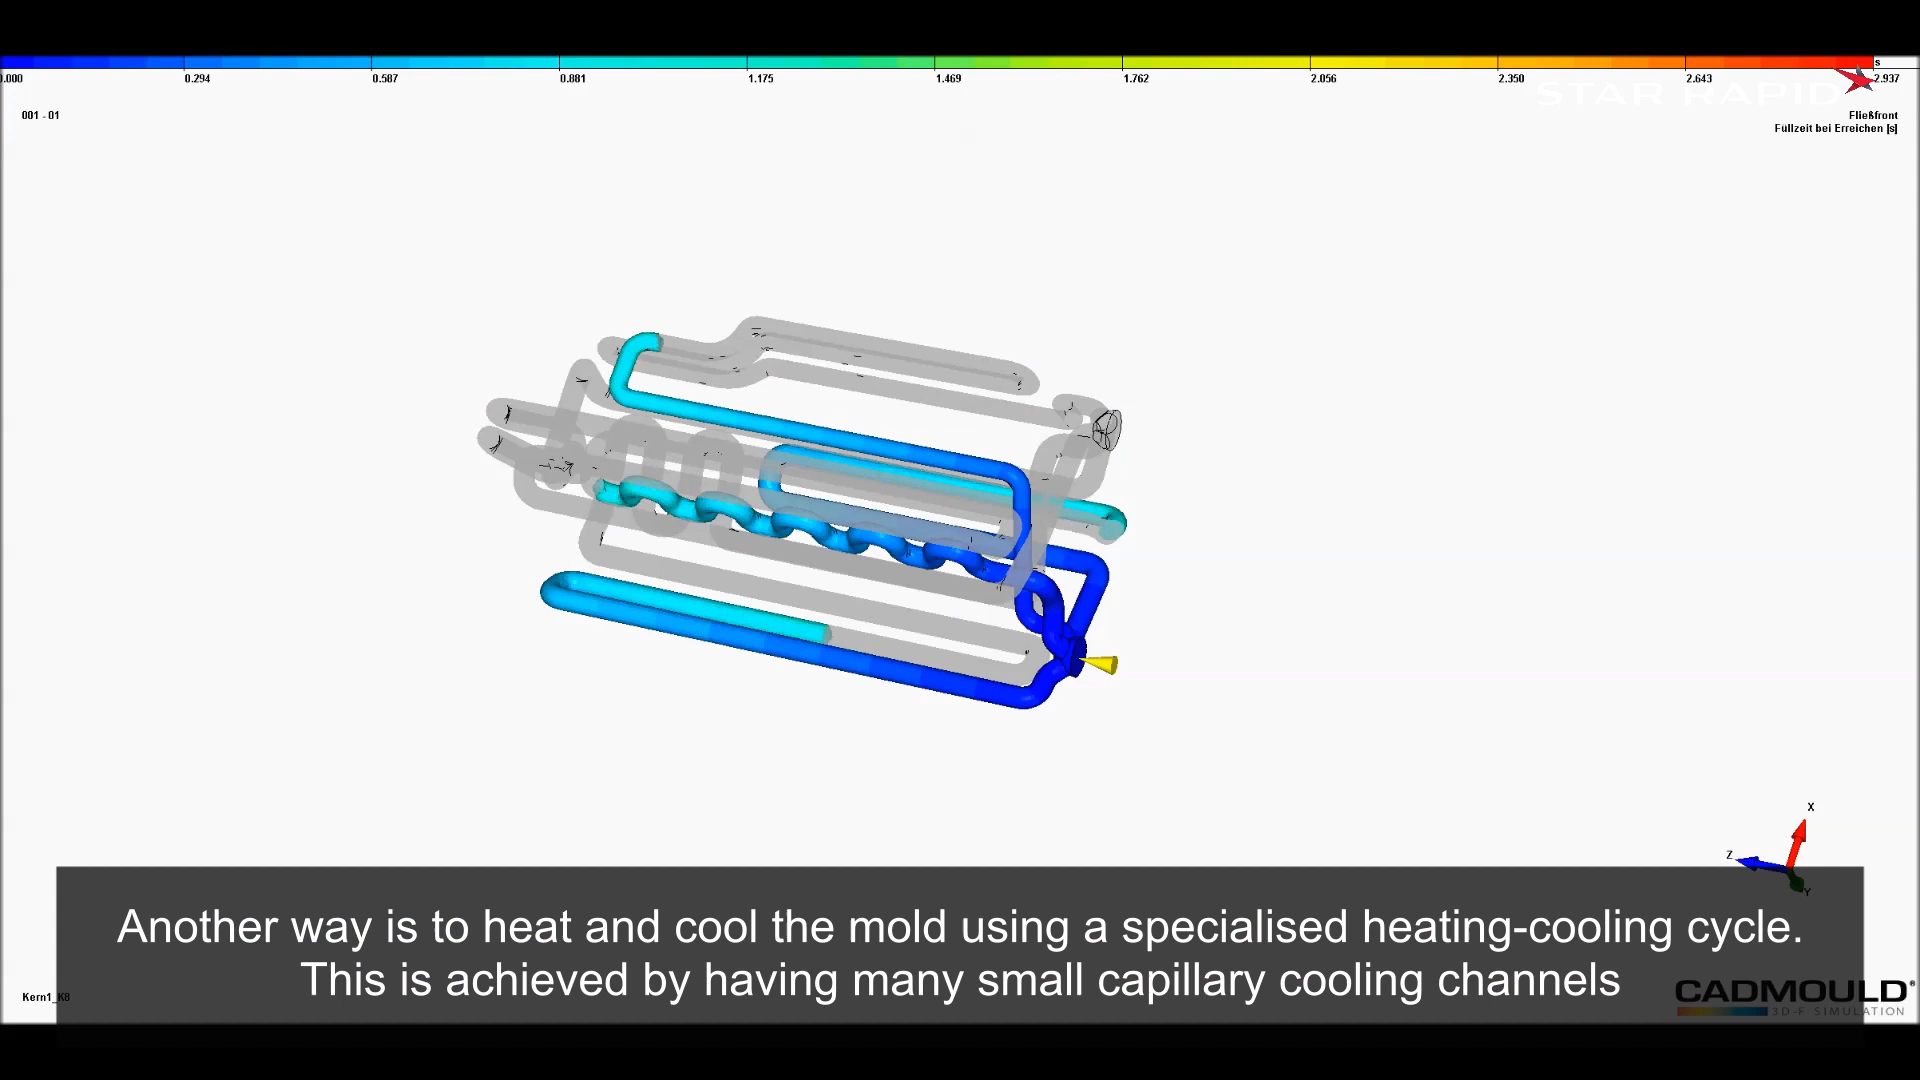 0.000 0.294 0.587 0.881 1.175 1.469 1.762 2.056 2.350 2.643 2.937
s
STAR RAPID
001 - 01
Fließfront
Füllzeit bei Erreichen [s]
X
Z
Y
Another way is to heat and cool the mold using a specialised heating-cooling cycle.
This is achieved by having many small capillary cooling channels
Kern1_K8
CADMOULD®
3D-F SIMULATION